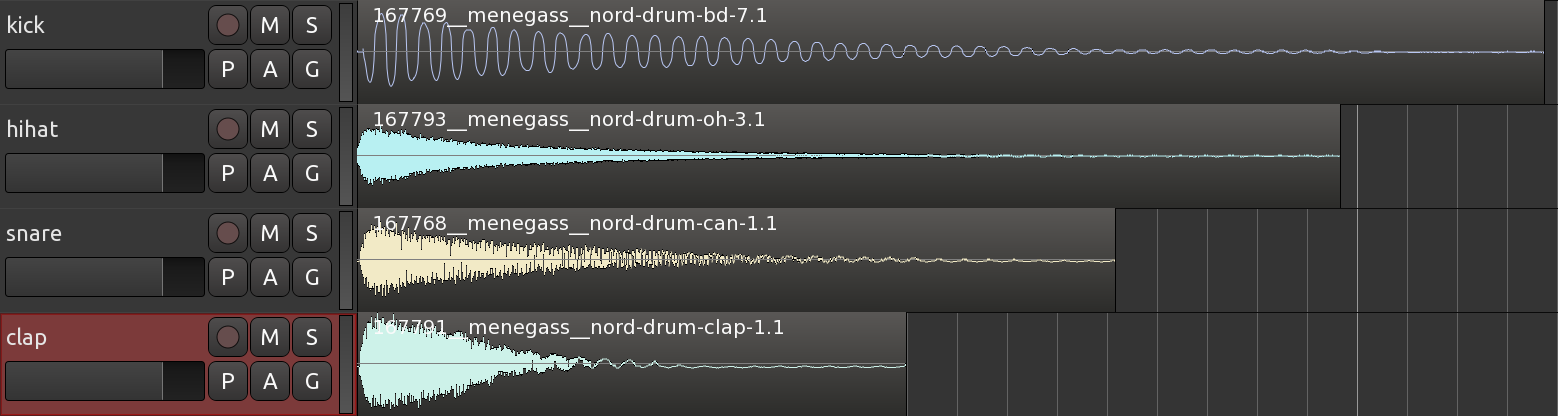 kick M S 167769__menegass__nord-drum-bd-7.1
P A G
hihat M S 167793__menegass__nord-drum-oh-3.1
P A G
snare M S 167768__menegass__nord-drum-can-1.1
P A G
clap M S 167791__menegass__nord-drum-clap-1.1
P A G